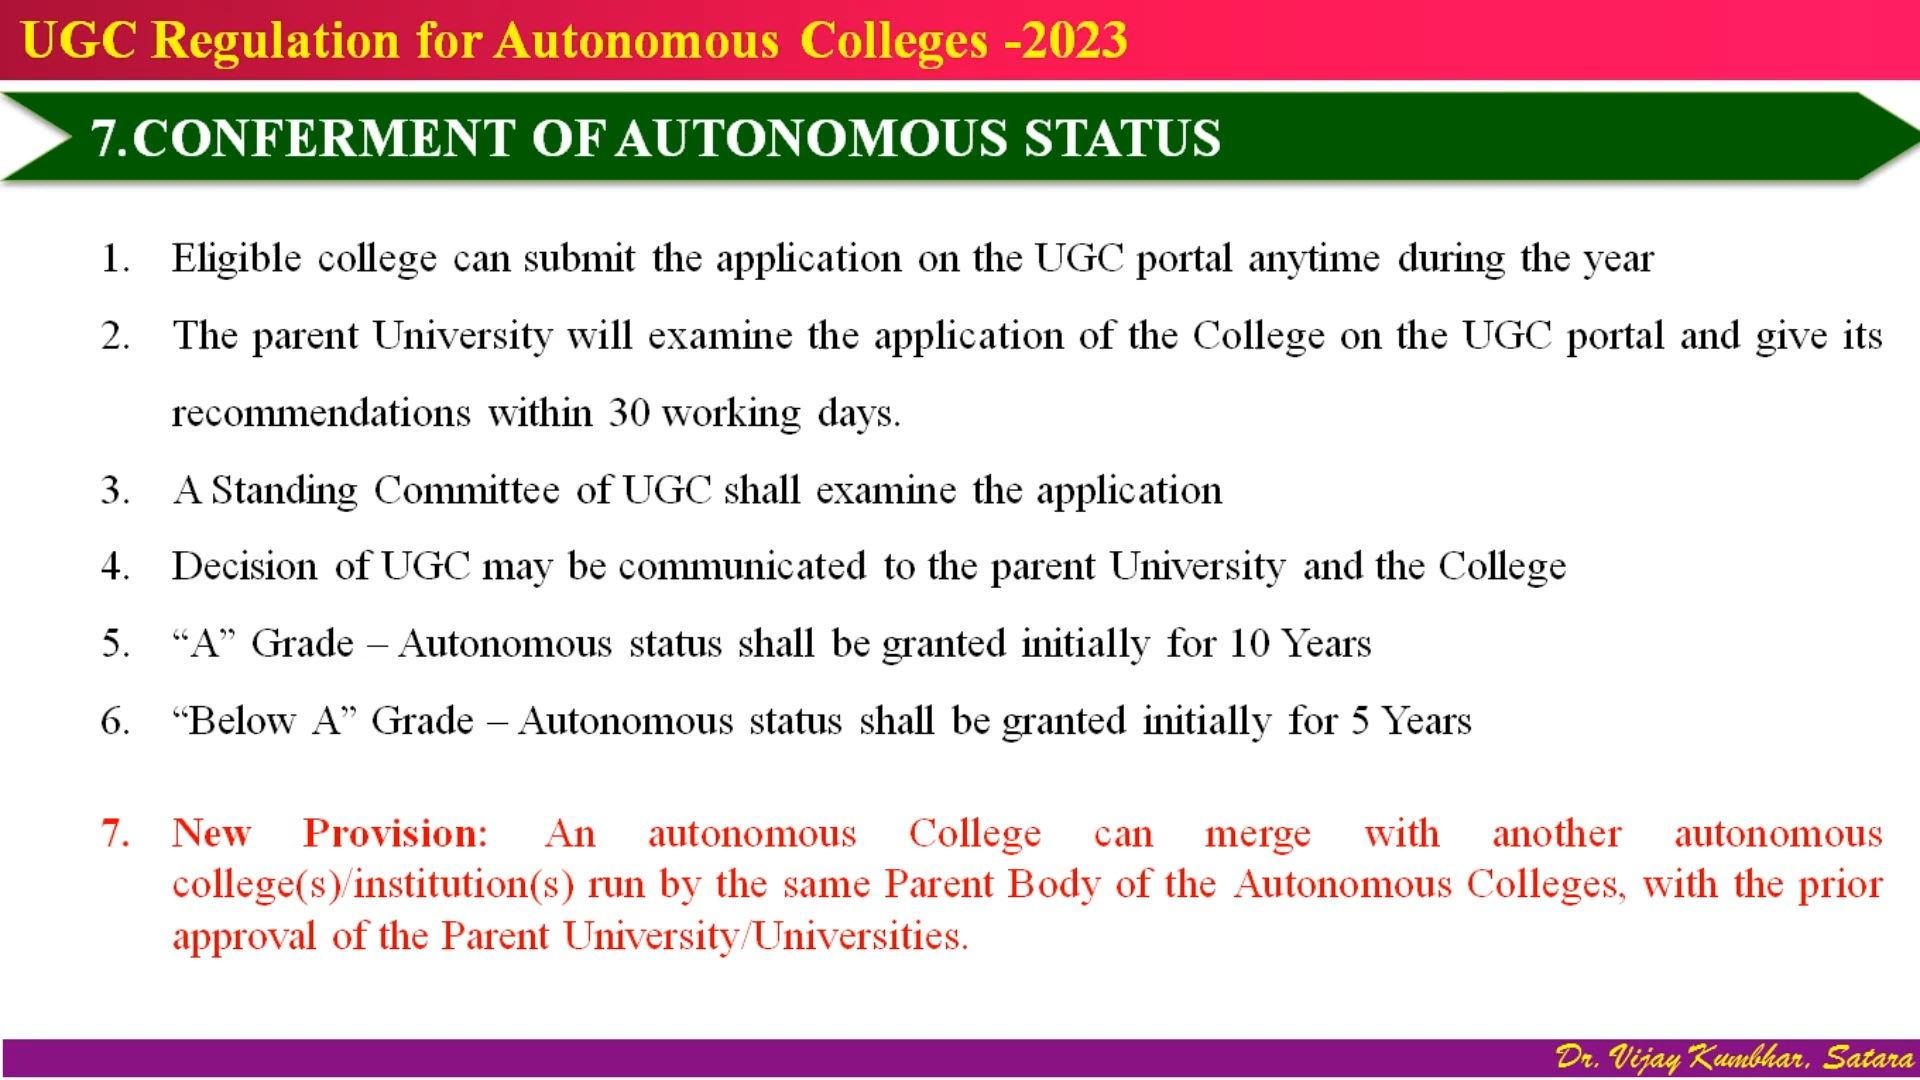 UGC Regulation for Autonomous Colleges -2023
7.CONFERMENT OF AUTONOMOUS STATUS
1. Eligible college can submit the application on the UGC portal anytime during the year
2. The parent University will examine the application of the College on the UGC portal and give its
recommendations within 30 working days.
3. A Standing Committee of UGC shall examine the application
4. Decision of UGC may be communicated to the parent University and the College
5. “A” Grade – Autonomous status shall be granted initially for 10 Years
6. “Below A” Grade – Autonomous status shall be granted initially for 5 Years
7. New Provision: An autonomous College can merge with another autonomous
college(s)/institution(s) run by the same Parent Body of the Autonomous Colleges, with the prior
approval of the Parent University/Universities.
Dr. Vijay Kumbhar, Satara